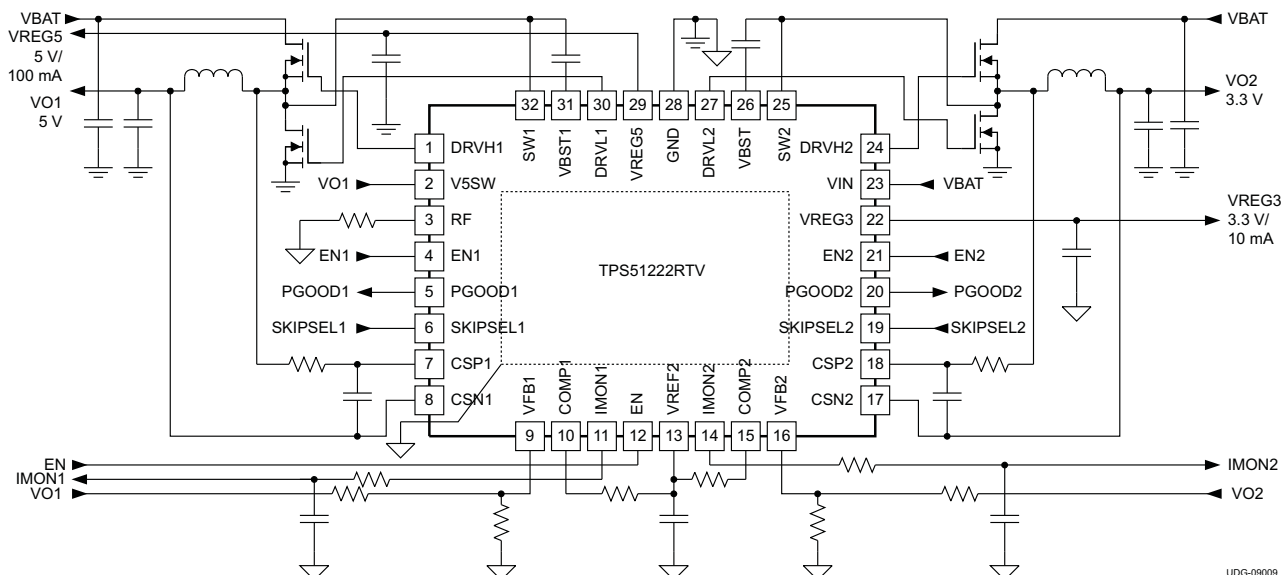 VBAT
VREG5
5 V/
100 mA
VO1
5 V
VBAT
VO2
3.3 V
32 31 30 29 28 27 26 25
SW1
VBST1
DRVL1
VREG5
GND
DRVL2
VBST
SW2
1 DRVH1
VO1 2 V5SW
3 RF
EN1 4 EN1
PGOOD1 5 PGOOD1
SKIPSEL1 6 SKIPSEL1
7 CSP1
8 CSN1
TPS51222RTV
DRVH2 24
VIN 23 VBAT
VREG3 22
VREG3
3.3 V/
10 mA
EN2 21 EN2
PGOOD2 20 PGOOD2
SKIPSEL2 19 SKIPSEL2
CSP2 18
CSN2 17
VFB1
COMP1
IMON1
EN
VREF2
IMON2
COMP2
VFB2
9 10 11 12 13 14 15 16
EN
IMON1
VO1
IMON2
VO2
UDG-09009